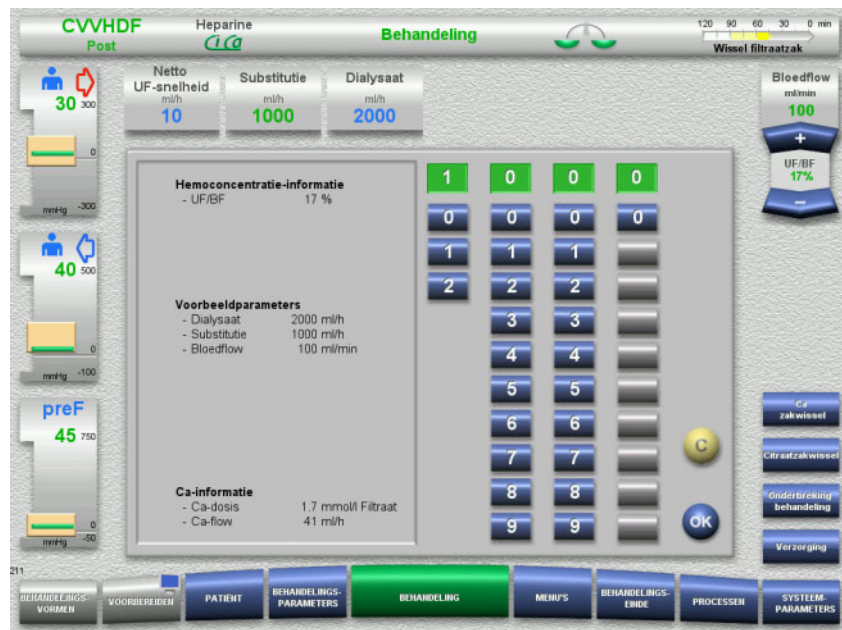 CVVHDF
Post
Heparine
CiCa
Behandeling
120 90 60 30 0 min
Wissel filtraatzak
30 300
0
mmHg -300
40 500
0
mmHg -100
preF
45 750
0
mmHg -50
Netto
UF-snelheid
ml/h
10
Substitutie
ml/h
1000
Dialysaat
ml/h
2000
Bloedflow
ml/min
100
+
UF/BF
17%
−
Hemoconcentratie-informatie
- UF/BF 17 %
Voorbeeldparameters
- Dialysaat 2000 ml/h
- Substitutie 1000 ml/h
- Bloedflow 100 ml/min
Ca-informatie
- Ca-dosis 1.7 mmol/l Filtraat
- Ca-flow 41 ml/h
1 0 0 0
0 0 0 0
1 1 1
2 2 2
3 3
4 4
5 5
6 6
7 7
8 8
9 9
C
OK
Ca
zakwissel
Citraatzakwissel
Onderbreking
behandeling
Verzorging
211
BEHANDELINGS-
VORMEN
VOORBEREIDEN
PATIËNT
BEHANDELINGS-
PARAMETERS
BEHANDELING
MENU'S
BEHANDELINGS-
EINDE
PROCESSEN
SYSTEEM-
PARAMETERS